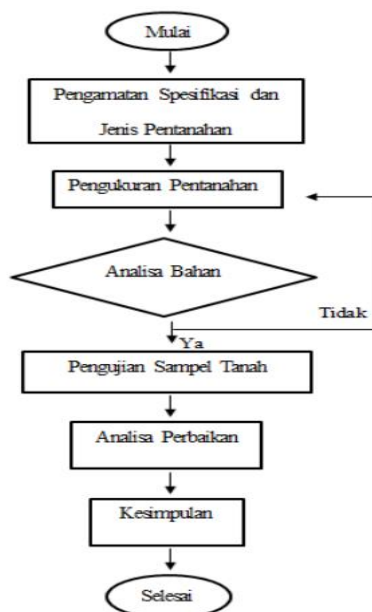 Mulai
Pengamatan Spesifikasi dan
Jenis Pentanahan
Pengukuran Pentanahan
Analisa Bahan
Tidak
Ya
Pengujian Sampel Tanah
Analisa Perbaikan
Kesimpulan
Selesai